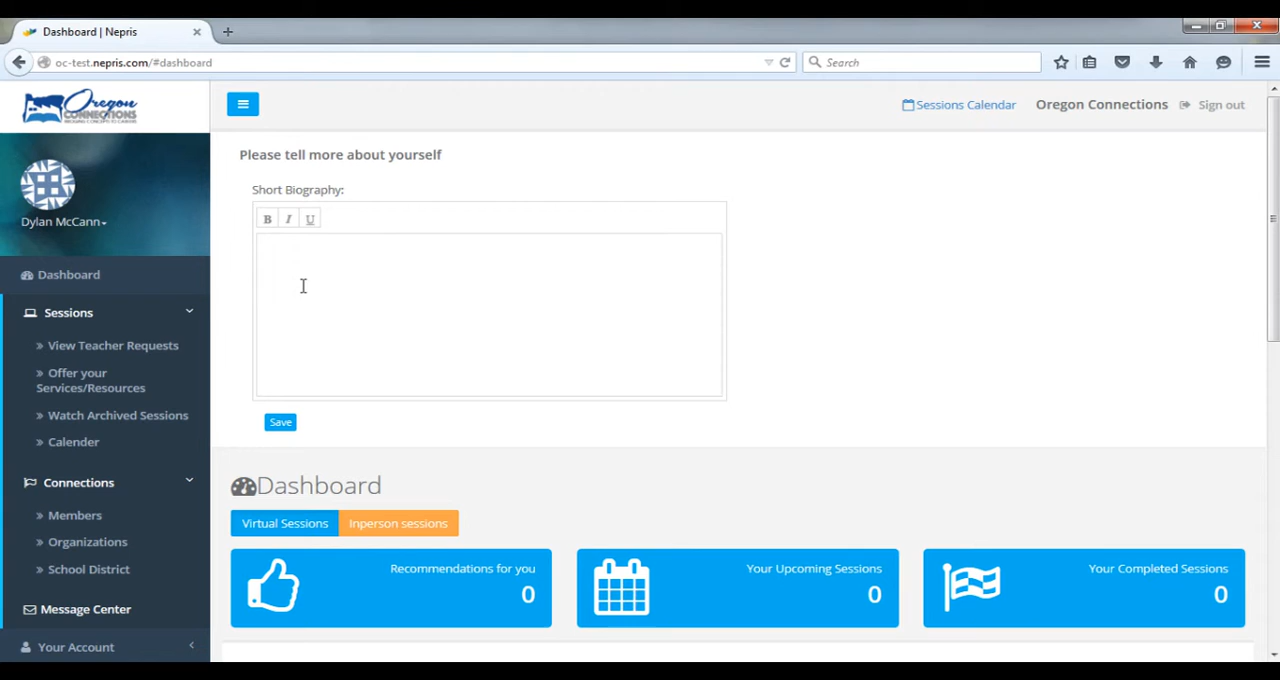 Dashboard | Nepris
oc-test.nepris.com/#dashboard
Search
Oregon
CONNECTIONS
Sessions Calendar
Oregon Connections
Sign out
Dylan McCann
Please tell more about yourself
Short Biography:
B I U
Save
Dashboard
Sessions
» View Teacher Requests
» Offer your
Services/Resources
» Watch Archived Sessions
» Calender
Connections
» Members
» Organizations
» School District
Message Center
Your Account
Dashboard
Virtual Sessions
Inperson sessions
Recommendations for you
0
Your Upcoming Sessions
0
Your Completed Sessions
0